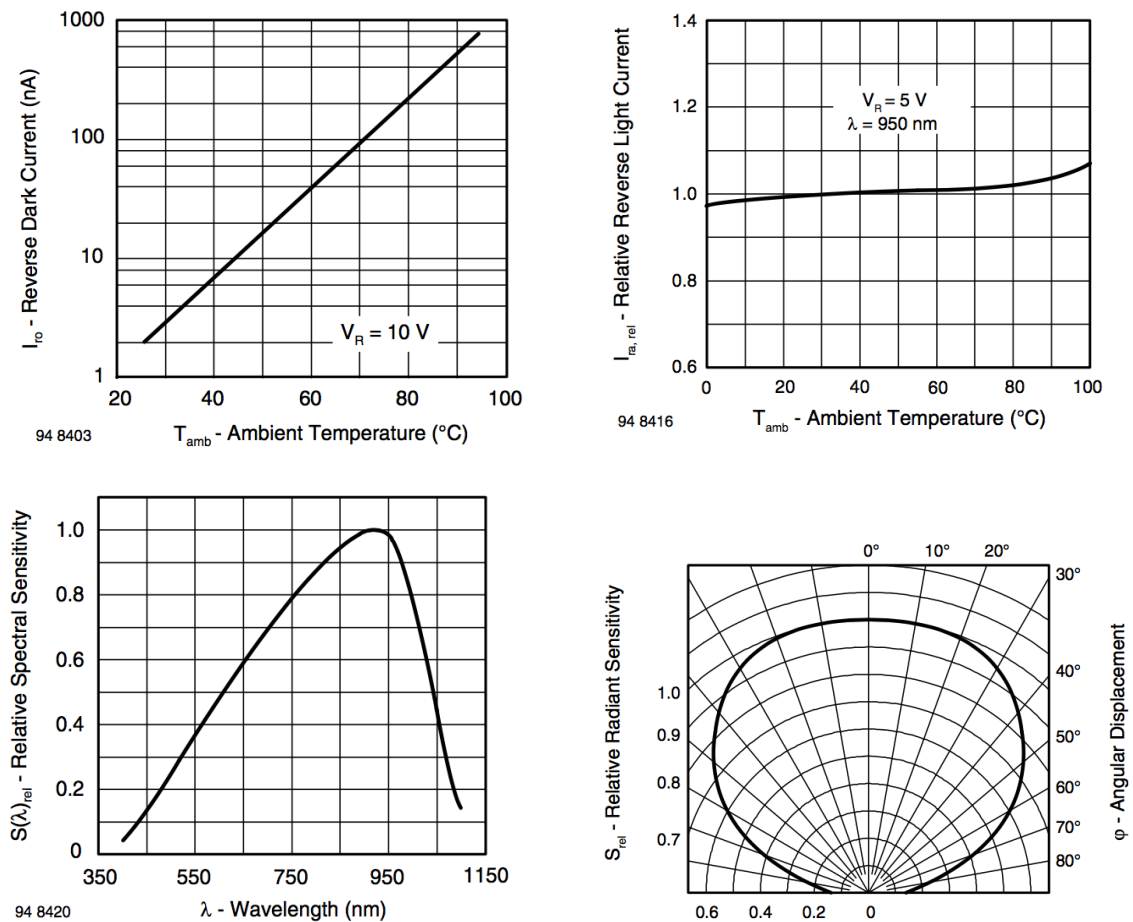 I_ro - Reverse Dark Current (nA)
1000
100
10
1
V_R = 10 V
20 40 60 80 100
94 8403
T_amb - Ambient Temperature (°C)
I_ra, rel - Relative Reverse Light Current
1.4
1.2
1.0
0.8
0.6
V_R = 5 V
λ = 950 nm
0 20 40 60 80 100
94 8416
T_amb - Ambient Temperature (°C)
S(λ)_rel - Relative Spectral Sensitivity
1.0
0.8
0.6
0.4
0.2
0
350 550 750 950 1150
94 8420
λ - Wavelength (nm)
S_rel - Relative Radiant Sensitivity
0° 10° 20°
30°
40°
50°
60°
70°
80°
1.0
0.9
0.8
0.7
0.6 0.4 0.2 0
φ - Angular Displacement